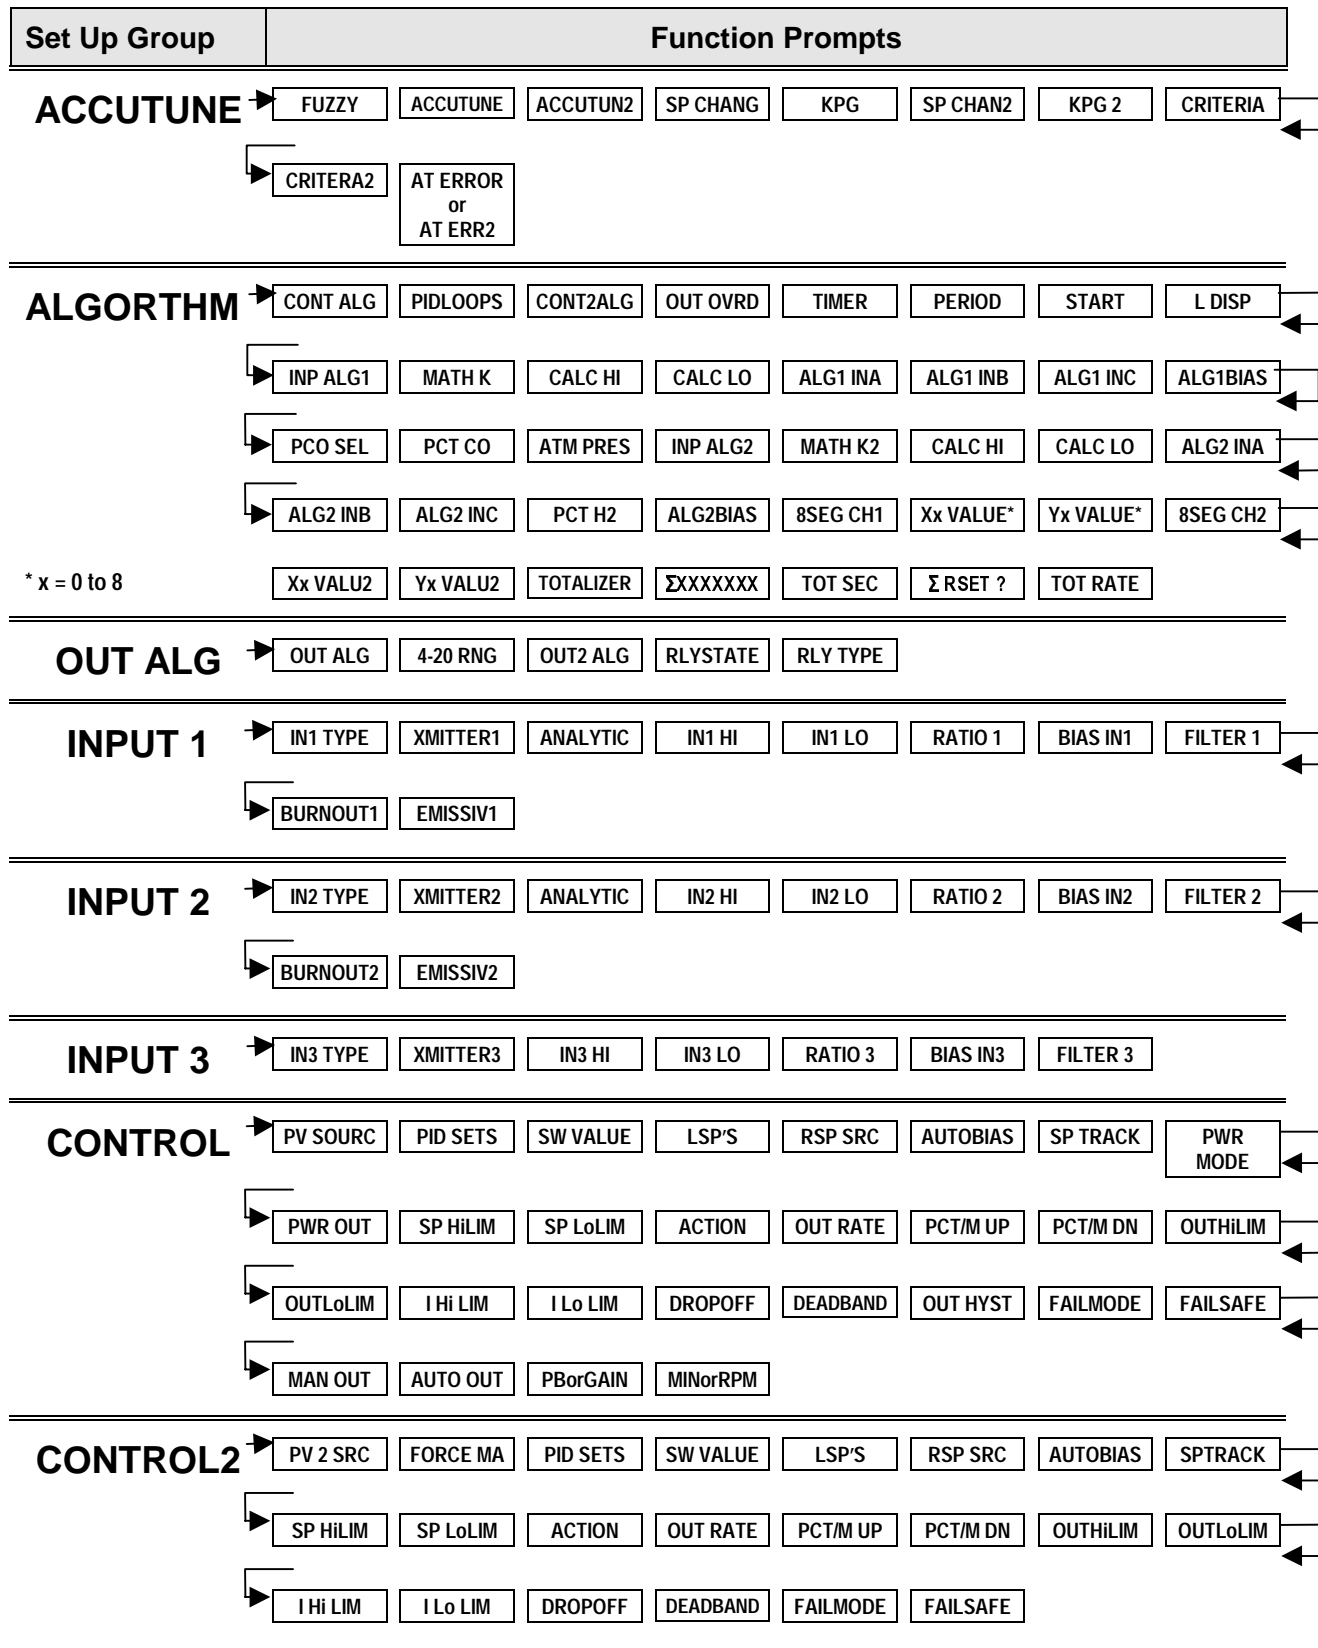 Set Up Group Function Prompts
ACCUTUNE FUZZY ACCUTUNE ACCUTUN2 SP CHANG KPG SP CHAN2 KPG 2 CRITERIA
CRITERA2 AT ERROR
or
AT ERR2
ALGORTHM CONT ALG PIDLOOPS CONT2ALG OUT OVRD TIMER PERIOD START L DISP
INP ALG1 MATH K CALC HI CALC LO ALG1 INA ALG1 INB ALG1 INC ALG1BIAS
PCO SEL PCT CO ATM PRES INP ALG2 MATH K2 CALC HI CALC LO ALG2 INA
ALG2 INB ALG2 INC PCT H2 ALG2BIAS 8SEG CH1 Xx VALUE* Yx VALUE* 8SEG CH2
* x = 0 to 8 Xx VALU2 Yx VALU2 TOTALIZER ΣXXXXXXX TOT SEC Σ RSET ? TOT RATE
OUT ALG OUT ALG 4-20 RNG OUT2 ALG RLYSTATE RLY TYPE
INPUT 1 IN1 TYPE XMITTER1 ANALYTIC IN1 HI IN1 LO RATIO 1 BIAS IN1 FILTER 1
BURNOUT1 EMISSIV1
INPUT 2 IN2 TYPE XMITTER2 ANALYTIC IN2 HI IN2 LO RATIO 2 BIAS IN2 FILTER 2
BURNOUT2 EMISSIV2
INPUT 3 IN3 TYPE XMITTER3 IN3 HI IN3 LO RATIO 3 BIAS IN3 FILTER 3
CONTROL PV SOURC PID SETS SW VALUE LSP'S RSP SRC AUTOBIAS SP TRACK PWR
MODE
PWR OUT SP HiLIM SP LoLIM ACTION OUT RATE PCT/M UP PCT/M DN OUTHiLIM
OUTLoLIM I Hi LIM I Lo LIM DROPOFF DEADBAND OUT HYST FAILMODE FAILSAFE
MAN OUT AUTO OUT PBorGAIN MINorRPM
CONTROL2 PV 2 SRC FORCE MA PID SETS SW VALUE LSP'S RSP SRC AUTOBIAS SPTRACK
SP HiLIM SP LoLIM ACTION OUT RATE PCT/M UP PCT/M DN OUTHiLIM OUTLoLIM
I Hi LIM I Lo LIM DROPOFF DEADBAND FAILMODE FAILSAFE